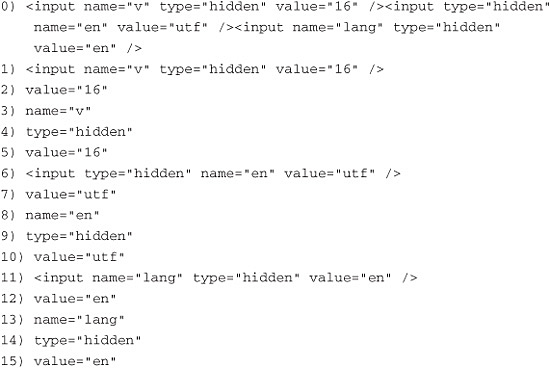 0) <input name="v" type="hidden" value="16" /><input type="hidden"
name="en" value="utf" /><input name="lang" type="hidden"
value="en" />
1) <input name="v" type="hidden" value="16" />
2) value="16"
3) name="v"
4) type="hidden"
5) value="16"
6) <input type="hidden" name="en" value="utf" />
7) value="utf"
8) name="en"
9) type="hidden"
10) value="utf"
11) <input name="lang" type="hidden" value="en" />
12) value="en"
13) name="lang"
14) type="hidden"
15) value="en"